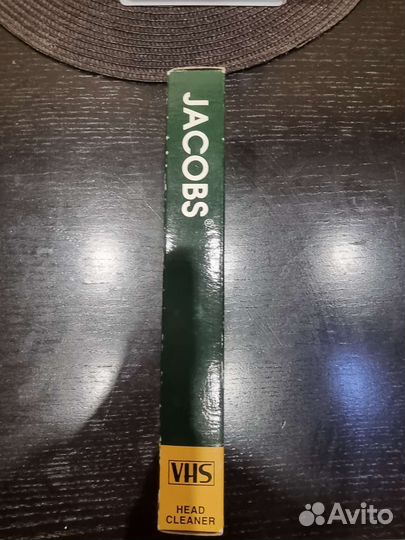 JACOBS®
VHS
HEAD
CLEANER
Avito